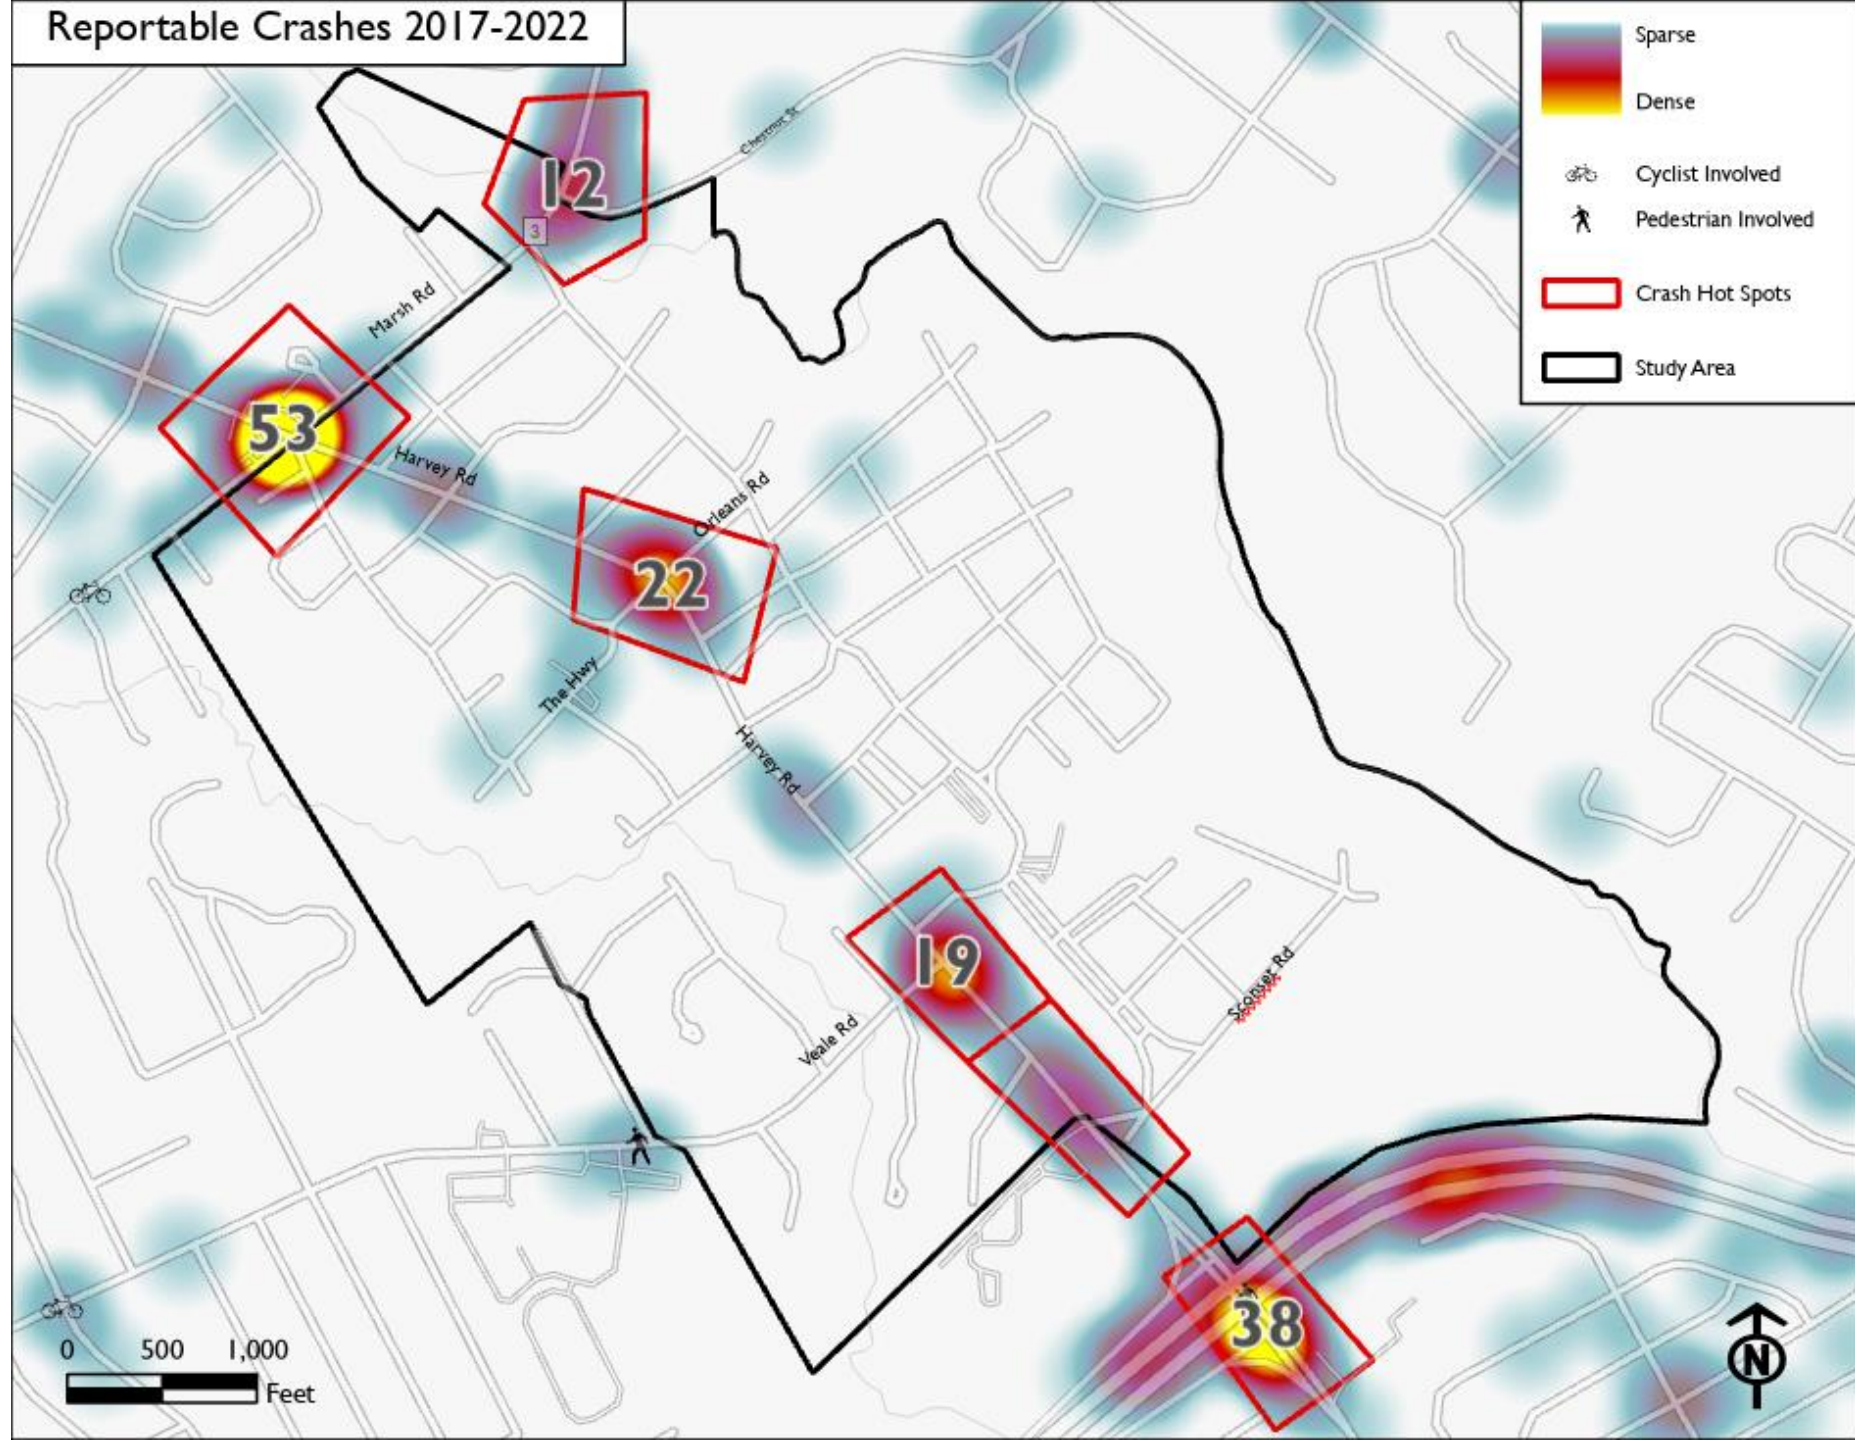 Reportable Crashes 2017-2022
Sparse
Dense
Cyclist Involved
Pedestrian Involved
Crash Hot Spots
Study Area
12
3
Chestnut St
Marsh Rd
53
Harvey Rd
Orleans Rd
22
The Hwy
Harvey Rd
19
Sconset Rd
Veale Rd
38
0 500 1,000
Feet
N